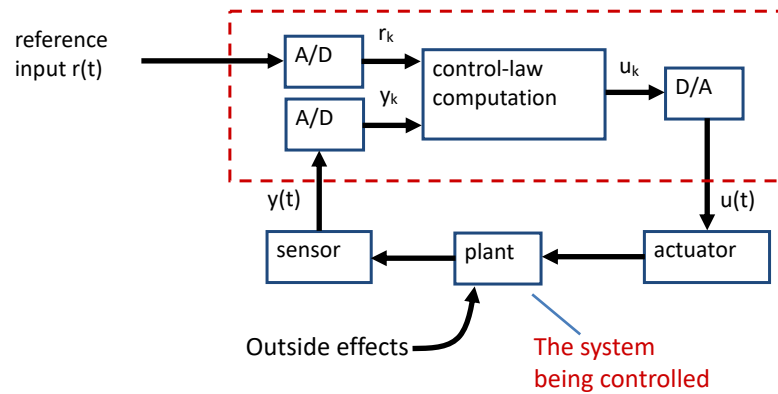 reference
input r(t)
A/D
rₖ
A/D
yₖ
control-law
computation
uₖ
D/A
y(t)
u(t)
sensor
plant
actuator
Outside effects
The system
being controlled